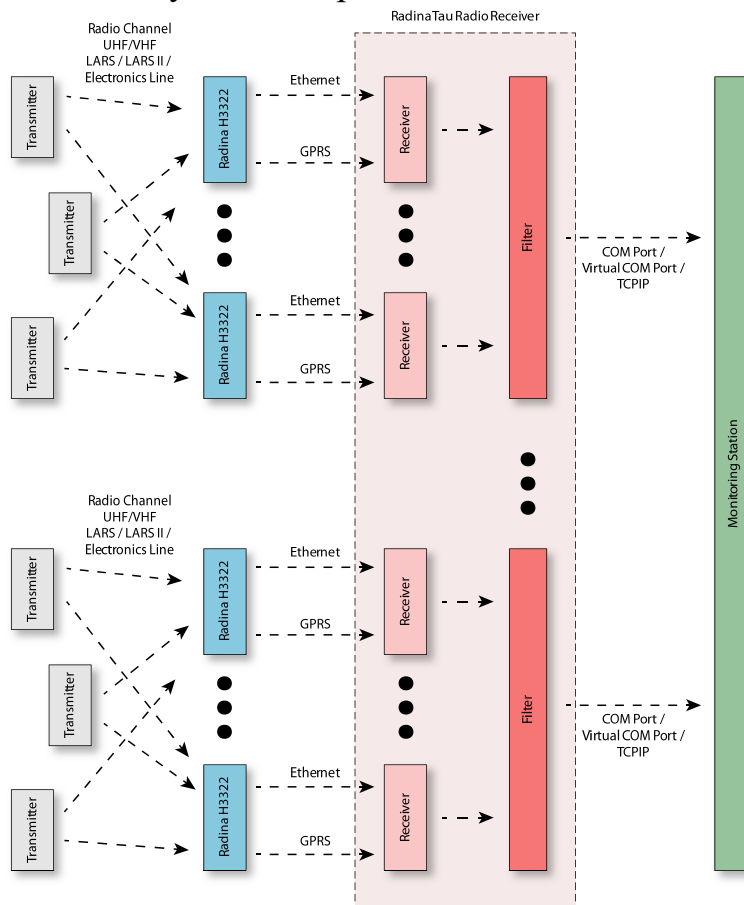 RadinaTau Radio Receiver
Radio Channel
UHF/VHF
LARS / LARS II /
Electronics Line
Transmitter
Transmitter
Transmitter
Radina H3322
Radina H3322
Ethernet
GPRS
Ethernet
GPRS
Receiver
Receiver
Filter
COM Port /
Virtual COM Port /
TCPIP
Monitoring Station
Radio Channel
UHF/VHF
LARS / LARS II /
Electronics Line
Transmitter
Transmitter
Transmitter
Radina H3322
Radina H3322
Ethernet
GPRS
Ethernet
GPRS
Receiver
Receiver
Filter
COM Port /
Virtual COM Port /
TCPIP